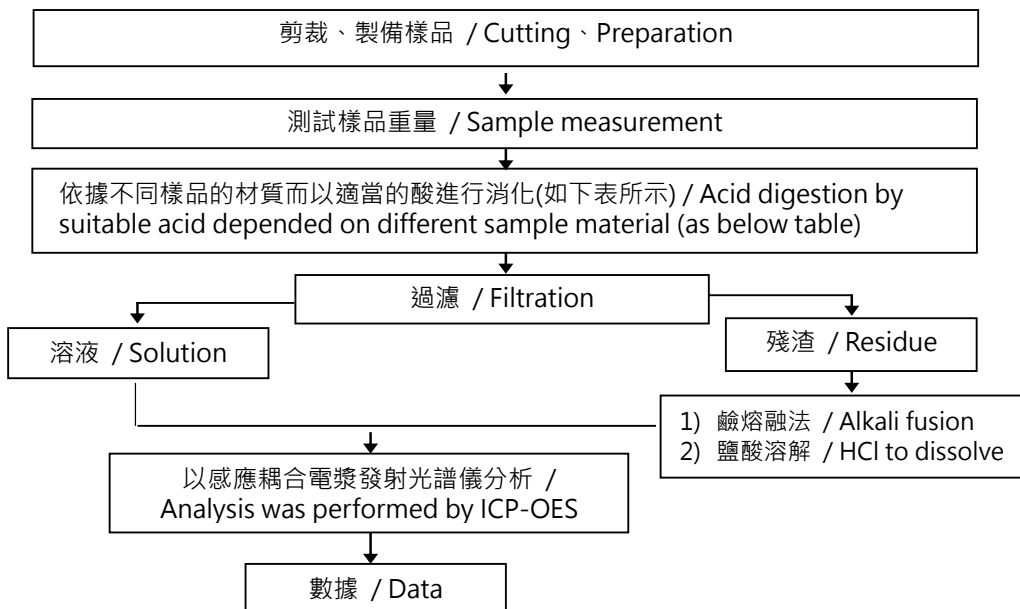 剪裁、製備樣品 / Cutting、Preparation
測試樣品重量 / Sample measurement
依據不同樣品的材質而以適當的酸進行消化(如下表所示) / Acid digestion by
suitable acid depended on different sample material (as below table)
過濾 / Filtration
溶液 / Solution
殘渣 / Residue
1) 鹼熔融法 / Alkali fusion
2) 鹽酸溶解 / HCl to dissolve
以感應耦合電漿發射光譜儀分析 /
Analysis was performed by ICP-OES
數據 / Data